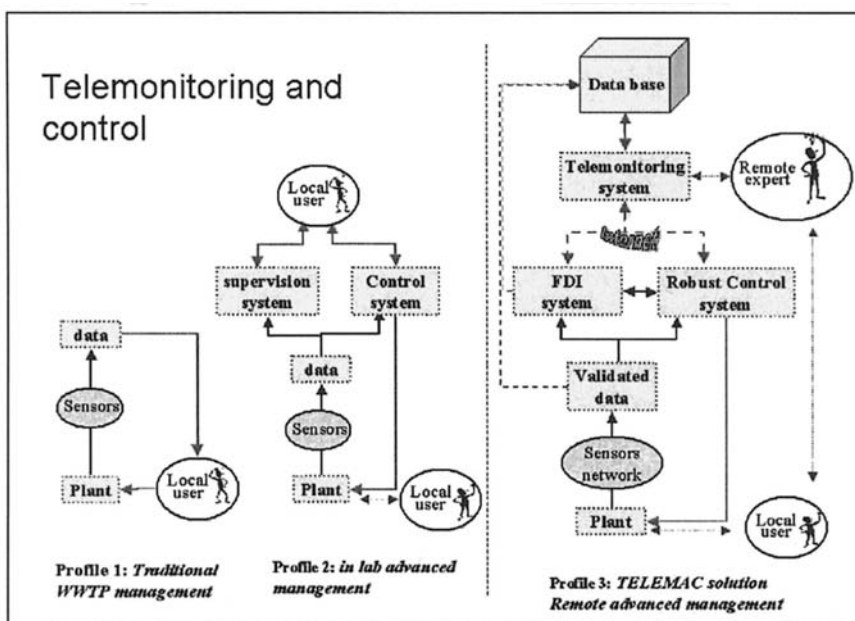 Telemonitoring and
control
Local
user
supervision
system
Control
system
data
data
Sensors
Sensors
Plant
Local
user
Plant
Local
user
Profile 1: Traditional
WWTP management
Profile 2: in lab advanced
management
Data base
Telemonitoring
system
Remote
expert
FDI
system
Robust Control
system
Validated
data
Sensors
network
Plant
Local
user
Profile 3: TELEMAC solution
Remote advanced management